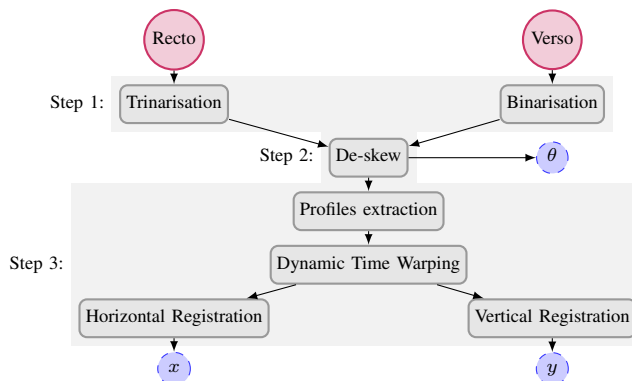 Recto Verso
Step 1: Trinarisation Binarisation
Step 2: De-skew θ
Profiles extraction
Step 3: Dynamic Time Warping
Horizontal Registration Vertical Registration
x y